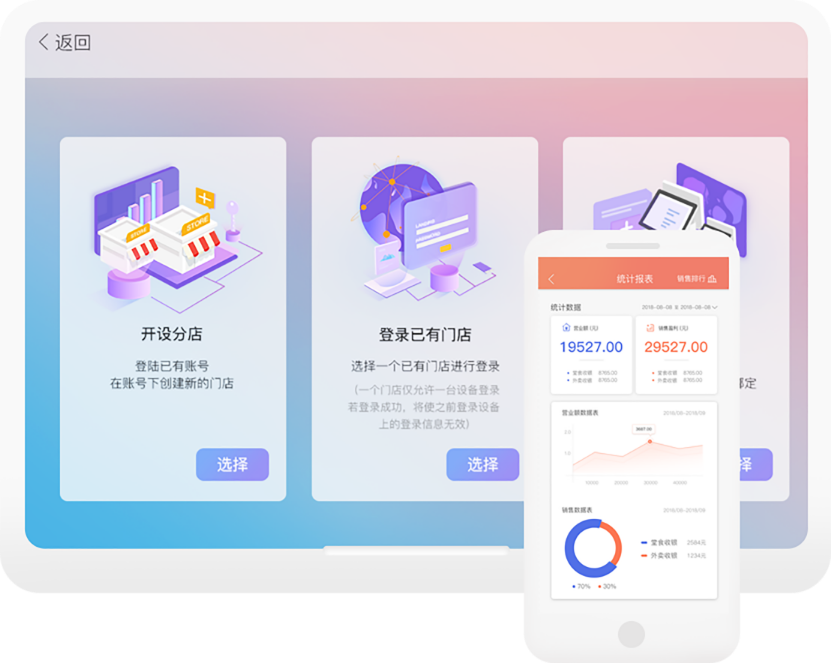 返回
STORE
STORE
开设分店
登陆已有账号
在账号下创建新的门店
选择
登录已有门店
选择一个已有门店进行登录
(一个门店仅允许一台设备登录
若登录成功，将使之前登录设备
上的登录信息无效)
选择
绑定
择
统计报表
销售排行
统计数据
2016-08-08 至 2016-08-08
营业额 (元)
19527.00
堂食收银 8765.00
外卖收银 8765.00
销售盈利 (元)
29527.00
堂食收银 8765.00
外卖收银 8765.00
营业额数据表
2016/08-2016/09
3687.00
销售数据表
2016/08-2016/09
堂食收银 2584元
外卖收银 1234元
70% 30%